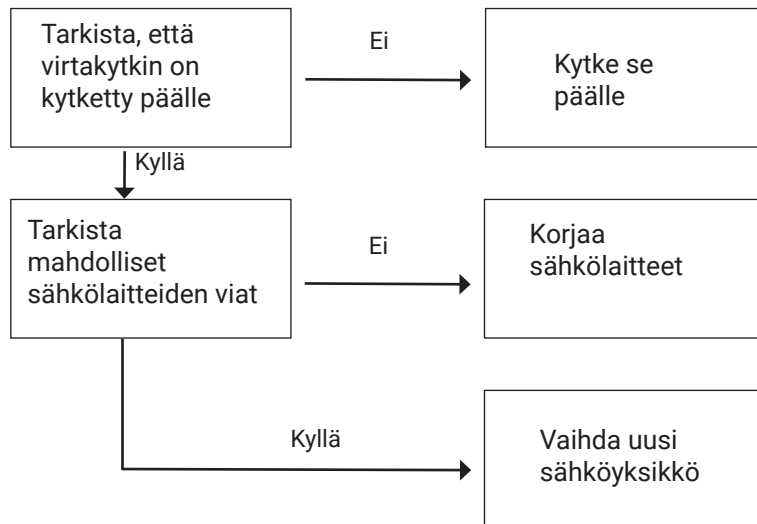 Tarkista, että
virtakytkin on
kytketty päälle
Ei
Kytke se
päälle
Kyllä
Tarkista
mahdolliset
sähkölaitteiden viat
Ei
Korjaa
sähkölaitteet
Kyllä
Vaihda uusi
sähköyksikkö